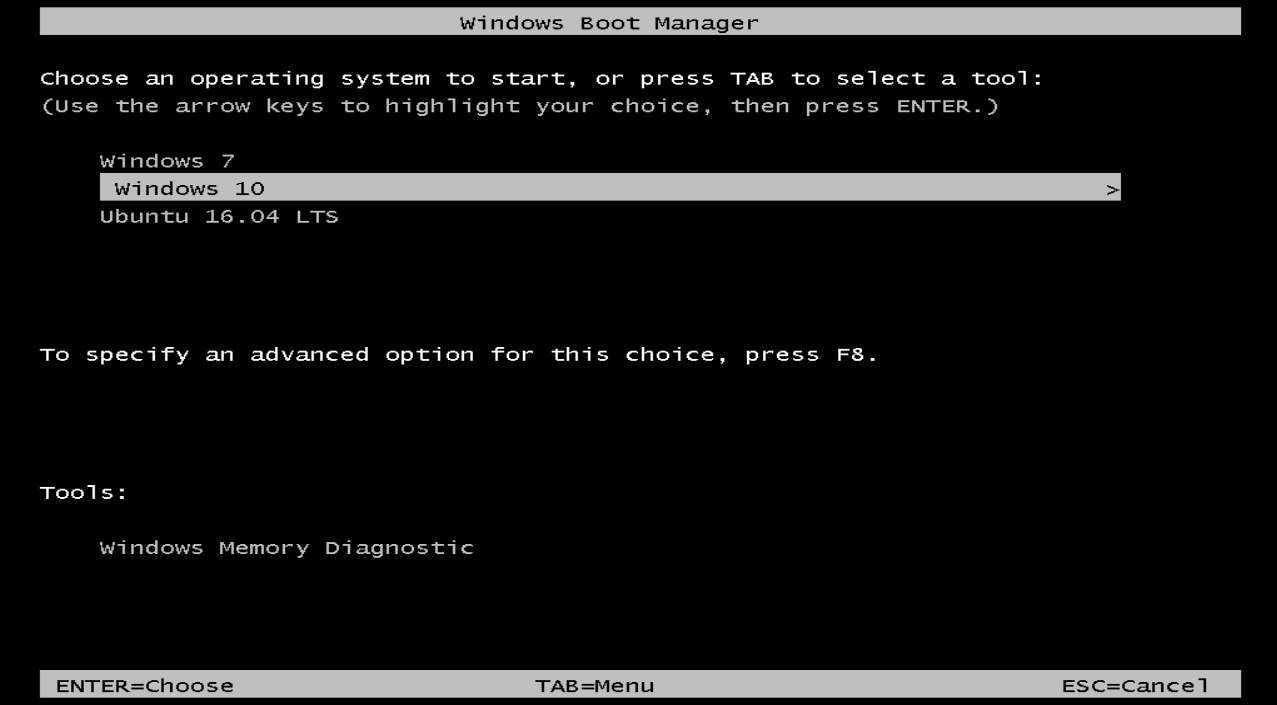 Windows Boot Manager
Choose an operating system to start, or press TAB to select a tool:
(Use the arrow keys to highlight your choice, then press ENTER.)
Windows 7
Windows 10 >
Ubuntu 16.04 LTS
To specify an advanced option for this choice, press F8.
Tools:
Windows Memory Diagnostic
ENTER=Choose TAB=Menu ESC=Cancel